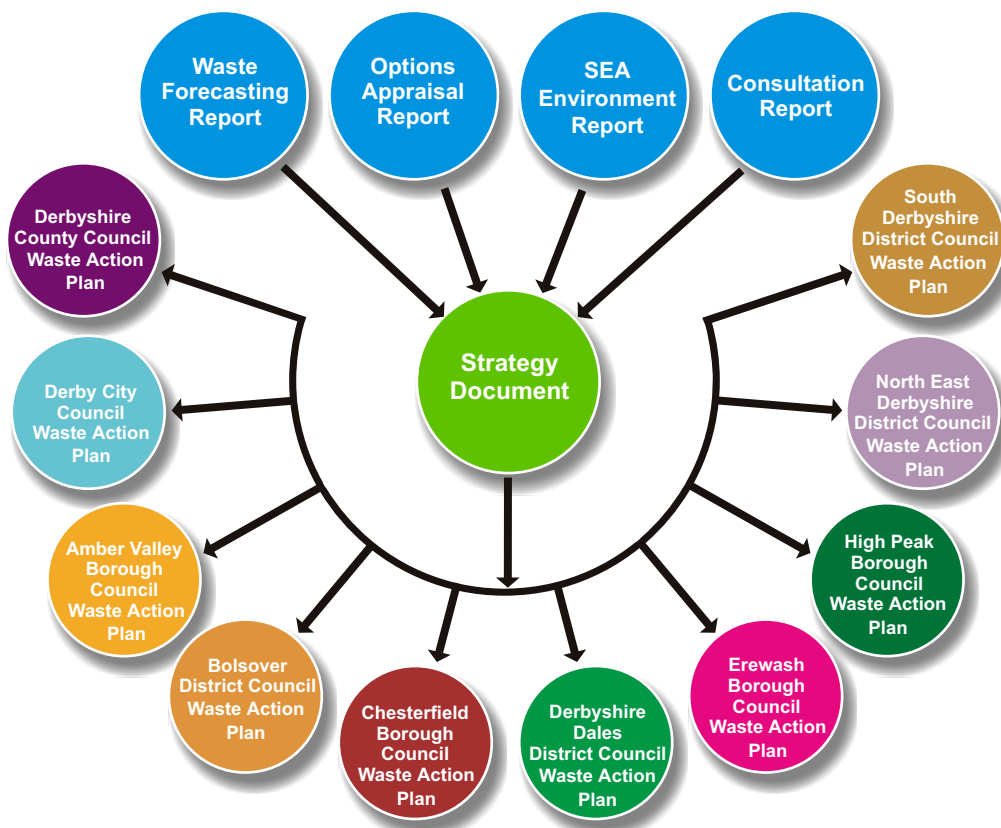 Waste
Forecasting
Report
Options
Appraisal
Report
SEA
Environment
Report
Consultation
Report
Derbyshire
County Council
Waste Action
Plan
South
Derbyshire
District Council
Waste Action
Plan
Strategy
Document
Derby City
Council
Waste Action
Plan
North East
Derbyshire
District Council
Waste Action
Plan
Amber Valley
Borough
Council
Waste Action
Plan
High Peak
Borough
Council
Waste Action
Plan
Bolsover
District Council
Waste Action
Plan
Chesterfield
Borough
Council
Waste Action
Plan
Derbyshire
Dales
District Council
Waste Action
Plan
Erewash
Borough
Council
Waste Action
Plan